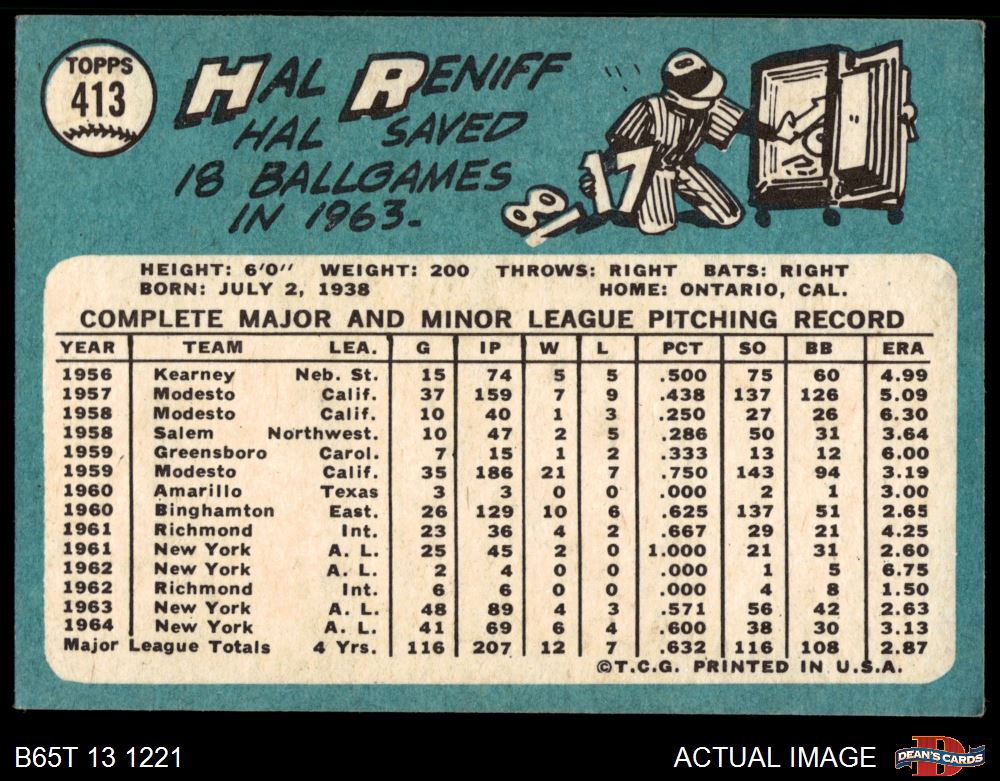 TOPPS
413
HAL RENIFF
HAL SAVED
18 BALLGAMES
IN 1963-
8
17
HEIGHT: 6'0" WEIGHT: 200 THROWS: RIGHT BATS: RIGHT
BORN: JULY 2, 1938 HOME: ONTARIO, CAL.
COMPLETE MAJOR AND MINOR LEAGUE PITCHING RECORD
YEAR TEAM LEA. G IP W L PCT SO BB ERA
1956 Kearney Neb. St. 15 74 5 5 .500 75 60 4.99
1957 Modesto Calif. 37 159 7 9 .438 137 126 5.09
1958 Modesto Calif. 10 40 1 3 .250 27 26 6.30
1958 Salem Northwest. 10 47 2 5 .286 50 31 3.64
1959 Greensboro Carol. 7 15 1 2 .333 13 12 6.00
1959 Modesto Calif. 35 186 21 7 .750 143 94 3.19
1960 Amarillo Texas 3 3 0 0 .000 2 1 3.00
1960 Binghamton East. 26 129 10 6 .625 137 51 2.65
1961 Richmond Int. 23 36 4 2 .667 29 21 4.25
1961 New York A. L. 25 45 2 0 1.000 21 31 2.60
1962 New York A. L. 2 4 0 0 .000 1 5 6.75
1962 Richmond Int. 6 6 0 0 .000 4 8 1.50
1963 New York A. L. 48 89 4 3 .571 56 42 2.63
1964 New York A. L. 41 69 6 4 .600 38 30 3.13
Major League Totals 4 Yrs. 116 207 12 7 .632 116 108 2.87
©T.C.G. PRINTED IN U.S.A.
B65T 13 1221
ACTUAL IMAGE
DEAN'S CARDS